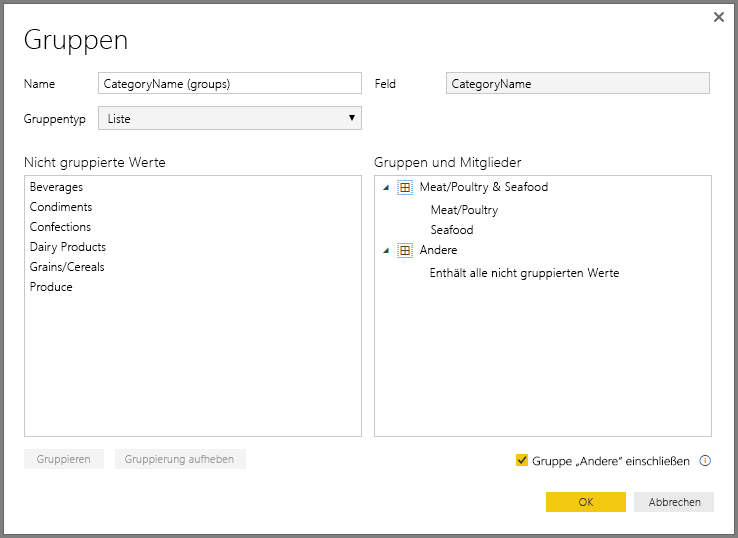 Gruppen
Name
CategoryName (groups)
Feld
CategoryName
Gruppentyp
Liste
Nicht gruppierte Werte
Beverages
Condiments
Confections
Dairy Products
Grains/Cereals
Produce
Gruppen und Mitglieder
Meat/Poultry & Seafood
Meat/Poultry
Seafood
Andere
Enthält alle nicht gruppierten Werte
Gruppieren
Gruppierung aufheben
Gruppe „Andere“ einschließen
OK
Abbrechen